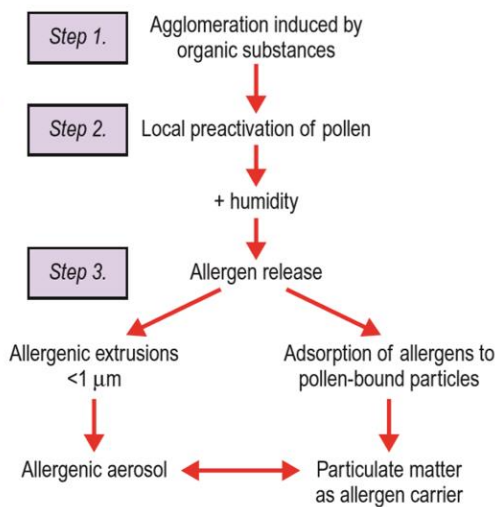 Step 1.
Agglomeration induced by
organic substances
Step 2.
Local preactivation of pollen
+ humidity
Step 3.
Allergen release
Allergenic extrusions
<1 μm
Adsorption of allergens to
pollen-bound particles
Allergenic aerosol
Particulate matter
as allergen carrier